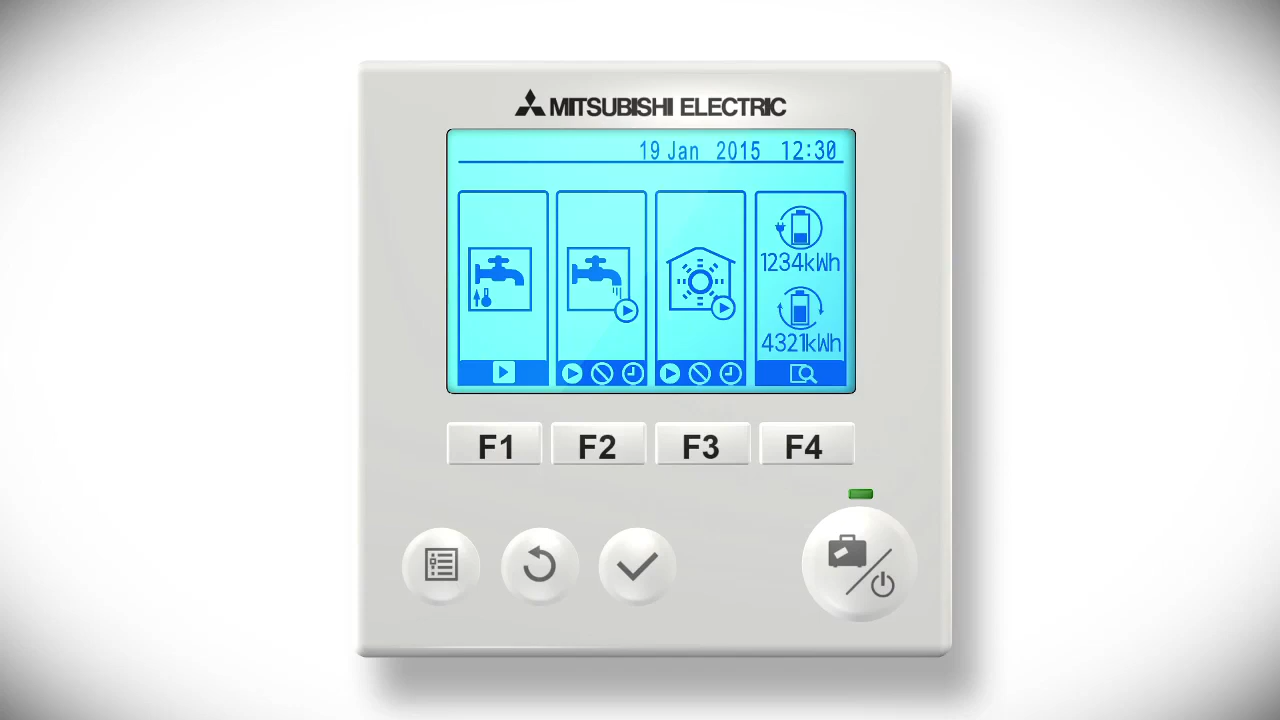 MITSUBISHI ELECTRIC
19 Jan 2015 12:30
1234kWh
4321kWh
F1 F2 F3 F4